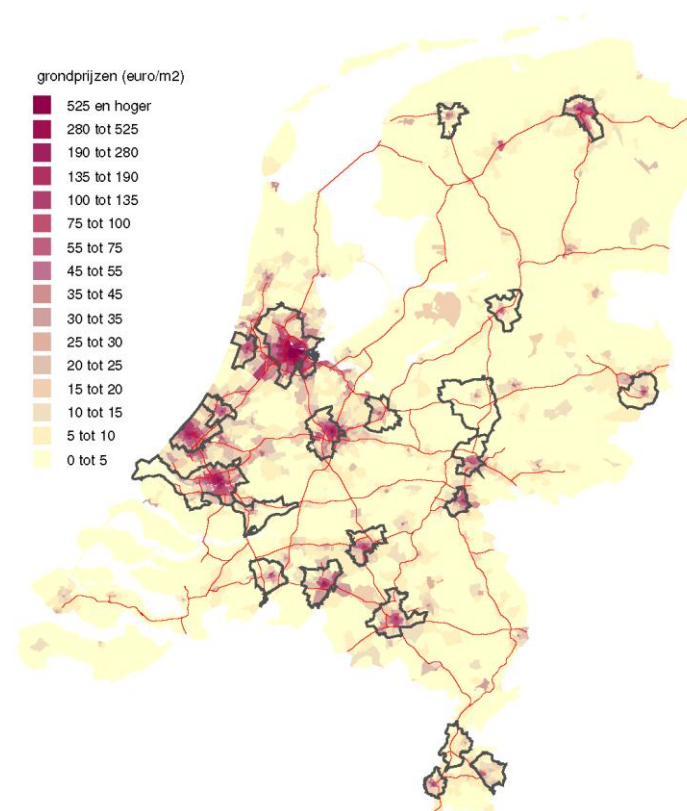 grondprijzen (euro/m2)
525 en hoger
280 tot 525
190 tot 280
135 tot 190
100 tot 135
75 tot 100
55 tot 75
45 tot 55
35 tot 45
30 tot 35
25 tot 30
20 tot 25
15 tot 20
10 tot 15
5 tot 10
0 tot 5